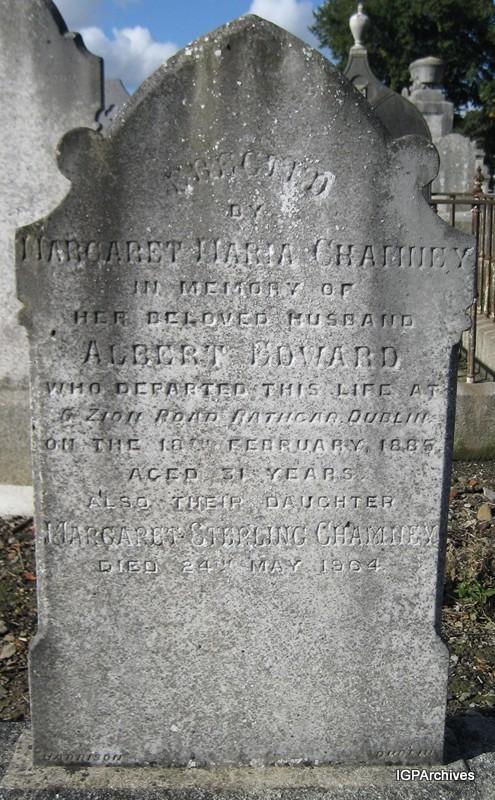 ERECTED
BY
MARGARET MARIA CHAMNEY
IN MEMORY OF
HER BELOVED HUSBAND
ALBERT EDWARD
WHO DEPARTED THIS LIFE AT
6 ZION ROAD RATHGAR, DUBLIN
ON THE 18TH FEBRUARY, 1885,
AGED 31 YEARS
ALSO THEIR DAUGHTER
MARGARET STERLING CHAMNEY
DIED 24TH MAY 1964
HARRISON DUBLIN
IGPArchives